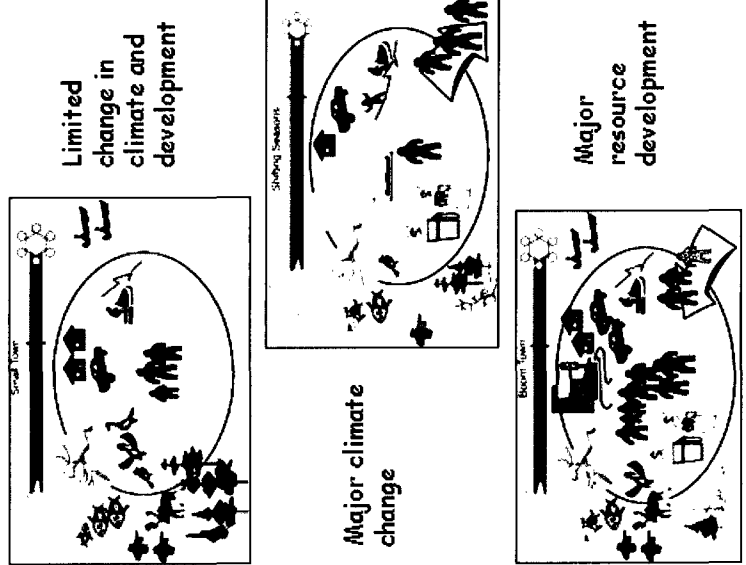 Small Town
Limited
change in
climate and
development
Major climate
change
Shifting Seasons
$ $
Boom Town
$ $
Major
resource
development